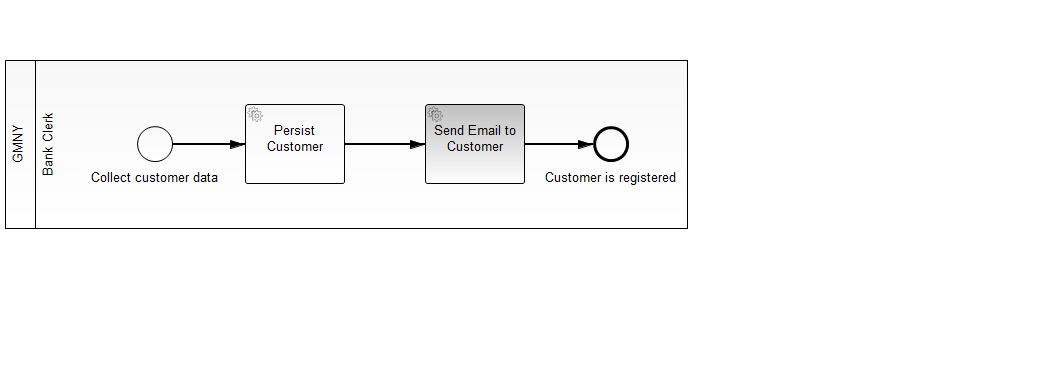 GMNY
Bank Clerk
Collect customer data
Persist
Customer
Send Email to
Customer
Customer is registered